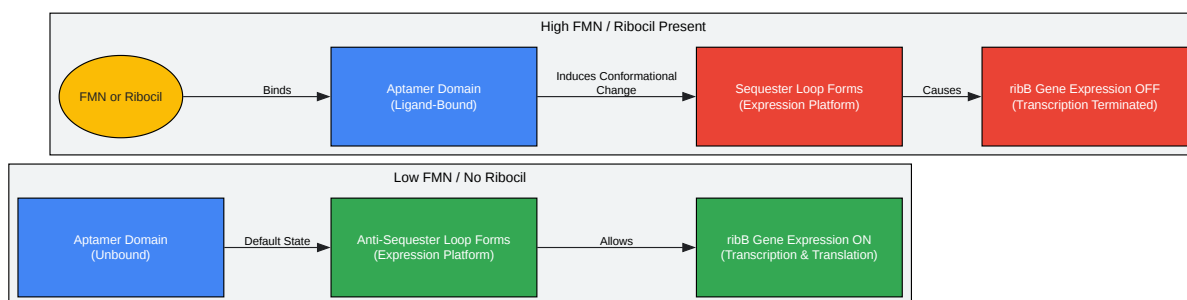 High FMN / Ribocil Present
FMN or Ribocil
Binds
Aptamer Domain
(Ligand-Bound)
Induces Conformational
Change
Sequester Loop Forms
(Expression Platform)
Causes
ribB Gene Expression OFF
(Transcription Terminated)
Low FMN / No Ribocil
Aptamer Domain
(Unbound)
Default State
Anti-Sequester Loop Forms
(Expression Platform)
Allows
ribB Gene Expression ON
(Transcription & Translation)